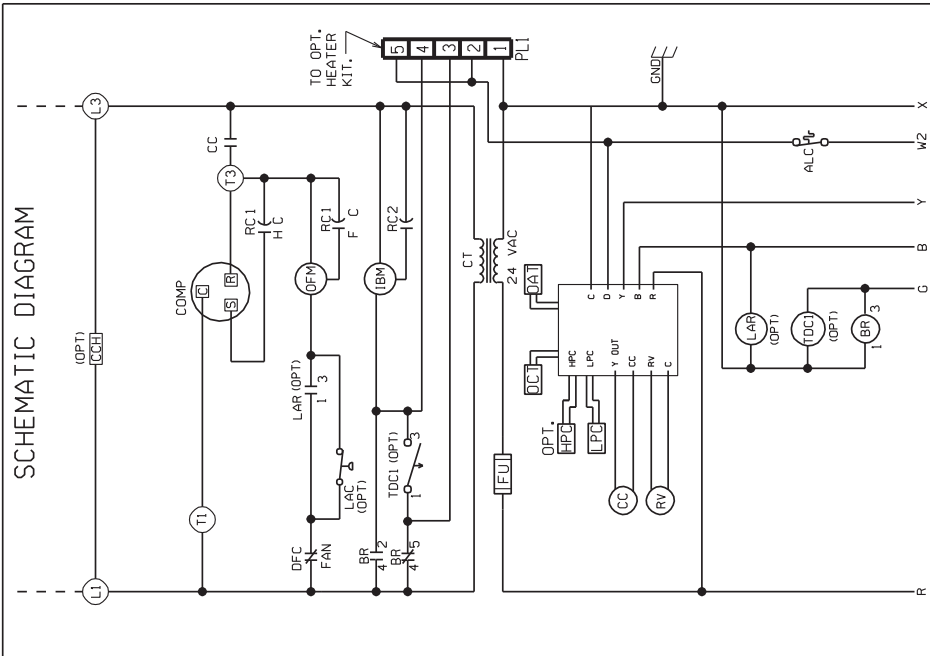 SCHEMATIC DIAGRAM
L1
(OPT)
CCH
L3
T1
COMP
C
S
R
T3
CC
RC1
H C
DFC
FAN
LAR (OPT)
1 3
LAC
(OPT)
OFM
RC1
F C
BR
4 2
BR
4 5
TDC1 (OPT)
1 3
IBM
RC2
TO OPT.
HEATER
KIT.
5
4
3
2
1
PL1
CT
24 VAC
FU
OCT
OAT
OPT.
HPC
LPC
HPC
LPC
Y OUT
CC
RV
C
C
D
Y
B
R
CC
RV
GND
ALC
LAR
(OPT)
TDC1
(OPT)
BR
1 3
R
G
B
Y
W2
X